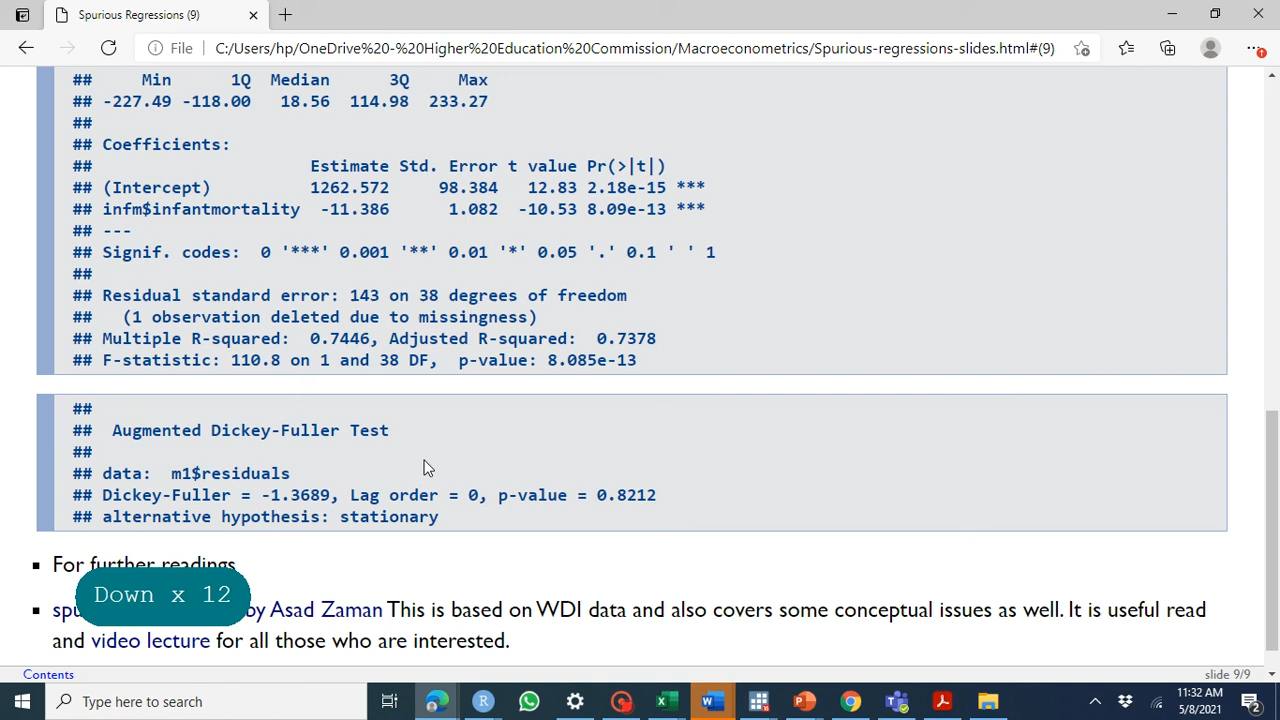 Spurious Regressions (9)
File C:/Users/hp/OneDrive%20-%20Higher%20Education%20Commission/Macroeconometrics/Spurious-regressions-slides.html#(9)
## Min 1Q Median 3Q Max
## -227.49 -118.00 18.56 114.98 233.27
##
## Coefficients:
## Estimate Std. Error t value Pr(>|t|)
## (Intercept) 1262.572 98.384 12.83 2.18e-15 ***
## infm$infantmortality -11.386 1.082 -10.53 8.09e-13 ***
## ---
## Signif. codes: 0 '***' 0.001 '**' 0.01 '*' 0.05 '.' 0.1 ' ' 1
##
## Residual standard error: 143 on 38 degrees of freedom
## (1 observation deleted due to missingness)
## Multiple R-squared: 0.7446, Adjusted R-squared: 0.7378
## F-statistic: 110.8 on 1 and 38 DF, p-value: 8.085e-13
##
## Augmented Dickey-Fuller Test
##
## data: m1$residuals
## Dickey-Fuller = -1.3689, Lag order = 0, p-value = 0.8212
## alternative hypothesis: stationary
For further readings
Down x 12
by Asad Zaman This is based on WDI data and also covers some conceptual issues as well. It is useful read
and video lecture for all those who are interested.
Contents
slide 9/9
Type here to search
11:32 AM
5/8/2021
2